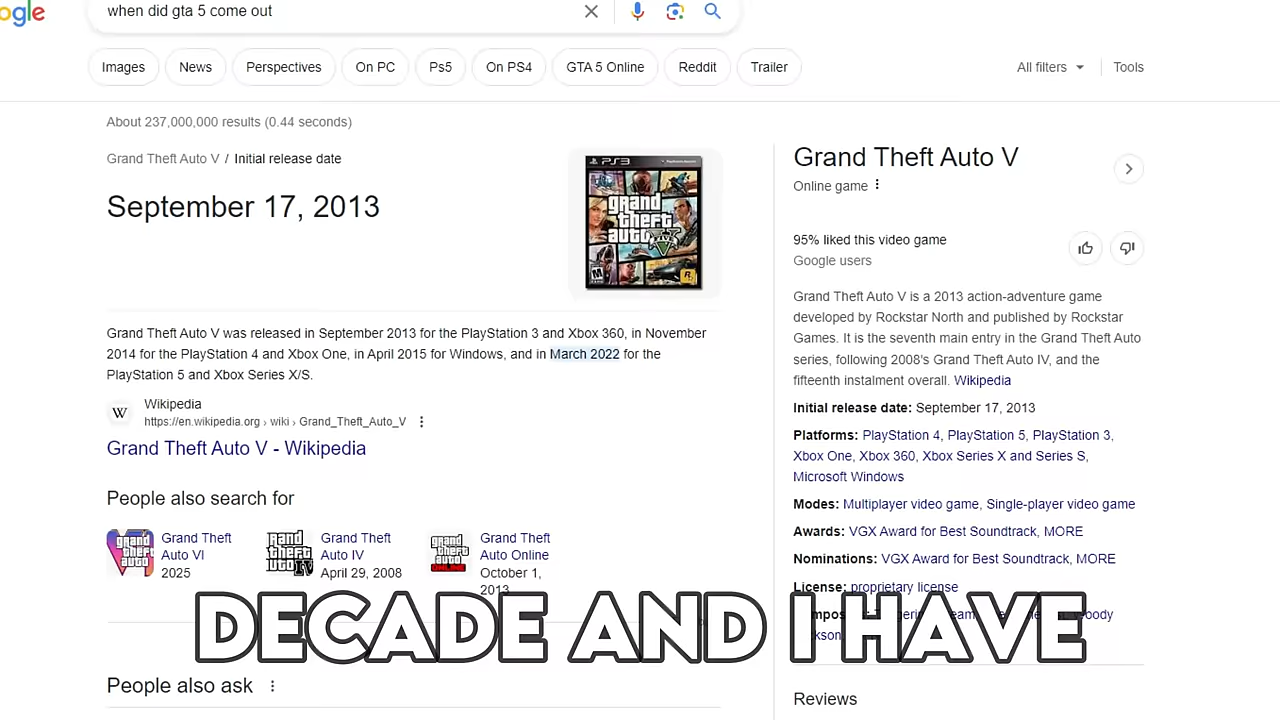 ogle
when did gta 5 come out
Images
News
Perspectives
On PC
Ps5
On PS4
GTA 5 Online
Reddit
Trailer
All filters
Tools
About 237,000,000 results (0.44 seconds)
Grand Theft Auto V / Initial release date
September 17, 2013
PS3
grand
theft
auto
V
Grand Theft Auto V was released in September 2013 for the PlayStation 3 and Xbox 360, in November
2014 for the PlayStation 4 and Xbox One, in April 2015 for Windows, and in March 2022 for the
PlayStation 5 and Xbox Series X/S.
W
Wikipedia
https://en.wikipedia.org › wiki › Grand_Theft_Auto_V
Grand Theft Auto V - Wikipedia
People also search for
Grand Theft
Auto VI
2025
Grand Theft
Auto IV
April 29, 2008
Grand Theft
Auto Online
October 1,
2013
People also ask
Grand Theft Auto V
Online game
95% liked this video game
Google users
Grand Theft Auto V is a 2013 action-adventure game
developed by Rockstar North and published by Rockstar
Games. It is the seventh main entry in the Grand Theft Auto
series, following 2008's Grand Theft Auto IV, and the
fifteenth instalment overall. Wikipedia
Initial release date: September 17, 2013
Platforms: PlayStation 4, PlayStation 5, PlayStation 3,
Xbox One, Xbox 360, Xbox Series X and Series S,
Microsoft Windows
Modes: Multiplayer video game, Single-player video game
Awards: VGX Award for Best Soundtrack, MORE
Nominations: VGX Award for Best Soundtrack, MORE
License: proprietary license
Reviews
DECADE AND I HAVE